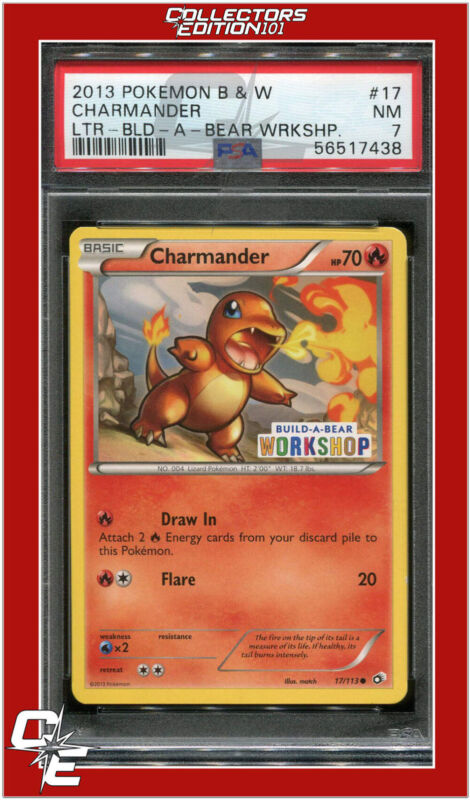 COLLECTORS
EDITION101
2013 POKEMON B & W #17
CHARMANDER NM
LTR-BLD-A-BEAR WRKSHP. 7
PSA 56517438
BASIC Charmander HP70
BUILD-A-BEAR
WORKSHOP
NO. 004 Lizard Pokémon HT. 2'00" WT. 18.7 lbs.
Draw In
Attach 2 Energy cards from your discard pile to
this Pokémon.
Flare 20
weakness resistance
×2
The fire on the tip of its tail is a
measure of its life. If healthy, its
tail burns intensely.
retreat
©2013 Pokémon Illus. match 17/113
CE
PSA